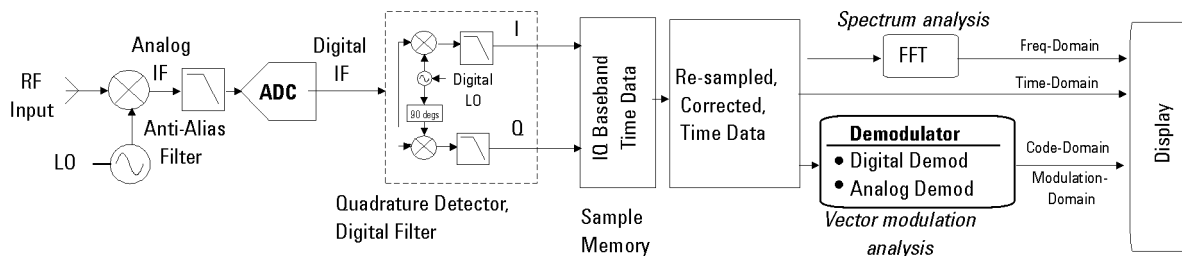 RF
Input
LO
Analog
IF
Anti-Alias
Filter
ADC
Digital
IF
I
Digital
LO
90 degs
Q
Quadrature Detector,
Digital Filter
IQ Baseband
Time Data
Sample
Memory
Re-sampled,
Corrected,
Time Data
Spectrum analysis
FFT
Demodulator
• Digital Demod
• Analog Demod
Vector modulation
analysis
Freq-Domain
Time-Domain
Code-Domain
Modulation-
Domain
Display